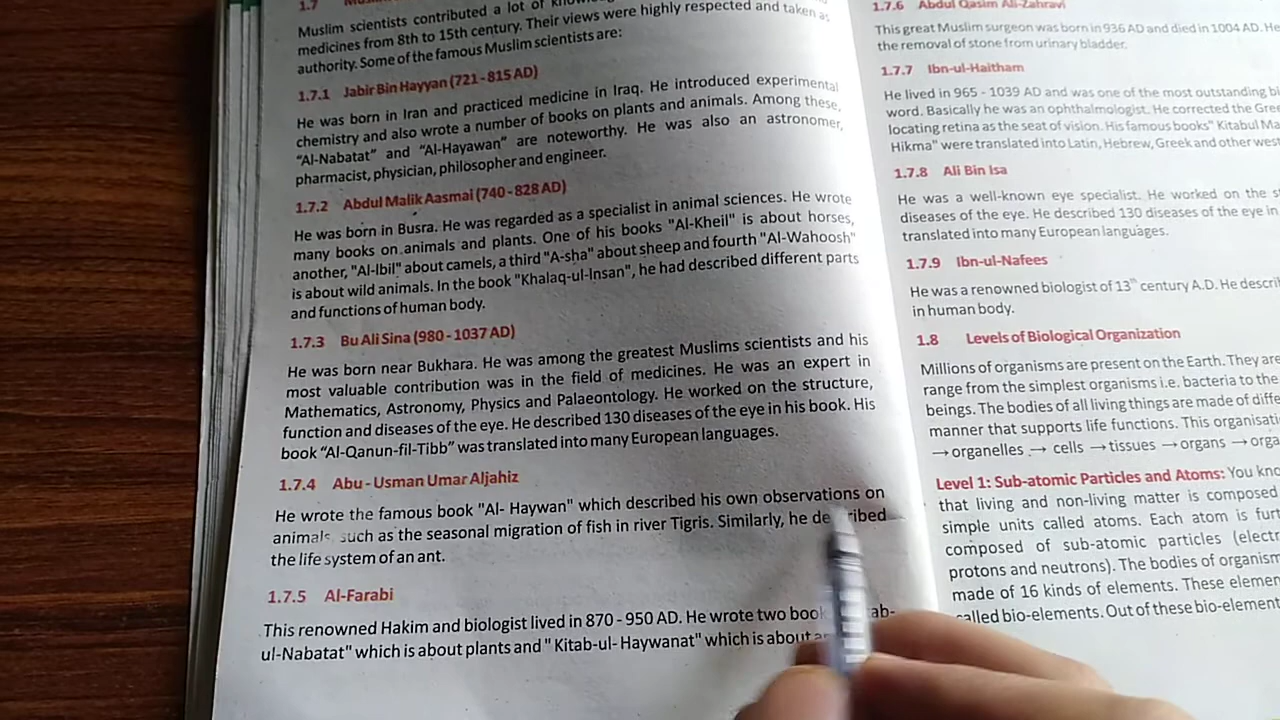 1.7
Muslim scientists contributed a lot of
medicines from 8th to 15th century. Their views were highly respected and taken as
authority. Some of the famous Muslim scientists are:
1.7.1 Jabir Bin Hayyan (721 - 815 AD)
He was born in Iran and practiced medicine in Iraq. He introduced experimental
chemistry and also wrote a number of books on plants and animals. Among these,
"Al-Nabatat" and "Al-Hayawan" are noteworthy. He was also an astronomer,
pharmacist, physician, philosopher and engineer.
1.7.2 Abdul Malik Aasmai (740 - 828 AD)
He was born in Busra. He was regarded as a specialist in animal sciences. He wrote
many books on animals and plants. One of his books "Al-Kheil" is about horses,
another, "Al-Ibil" about camels, a third "A-sha" about sheep and fourth "Al-Wahoosh"
is about wild animals. In the book "Khalaq-ul-Insan", he had described different parts
and functions of human body.
1.7.3 Bu Ali Sina (980 - 1037 AD)
He was born near Bukhara. He was among the greatest Muslims scientists and his
most valuable contribution was in the field of medicines. He was an expert in
Mathematics, Astronomy, Physics and Palaeontology. He worked on the structure,
function and diseases of the eye. He described 130 diseases of the eye in his book. His
book "Al-Qanun-fil-Tibb" was translated into many European languages.
1.7.4 Abu - Usman Umar Aljahiz
He wrote the famous book "Al- Haywan" which described his own observations on
animals, such as the seasonal migration of fish in river Tigris. Similarly, he described
the life system of an ant.
1.7.5 Al-Farabi
This renowned Hakim and biologist lived in 870 - 950 AD. He wrote two
ul-Nabatat" which is about plants and " Kitab-ul- Haywanat" which is about
1.7.6 Abdul Qasim Ali-Zahravi
This great Muslim surgeon was born in 936 AD and died in 1004 AD. He
the removal of stone from urinary bladder.
1.7.7 Ibn-ul-Haitham
He lived in 965 - 1039 AD and was one of the most outstanding
word. Basically he was an ophthalmologist. He corrected the
locating retina as the seat of vision. His famous books" Kitabul
Hikma" were translated into Latin, Hebrew, Greek and other
1.7.8 Ali Bin Isa
He was a well-known eye specialist. He worked on the
diseases of the eye. He described 130 diseases of the eye in
translated into many European languages.
1.7.9 Ibn-ul-Nafees
He was a renowned biologist of 13th century A.D. He
in human body.
1.8 Levels of Biological Organization
Millions of organisms are present on the Earth. They are
range from the simplest organisms i.e. bacteria to the
beings. The bodies of all living things are made of
manner that supports life functions. This
→ organelles → cells → tissues → organs →
Level 1: Sub-atomic Particles and Atoms: You
that living and non-living matter is composed
simple units called atoms. Each atom is
composed of sub-atomic particles
protons and neutrons). The bodies of
made of 16 kinds of elements. These
called bio-elements. Out of these